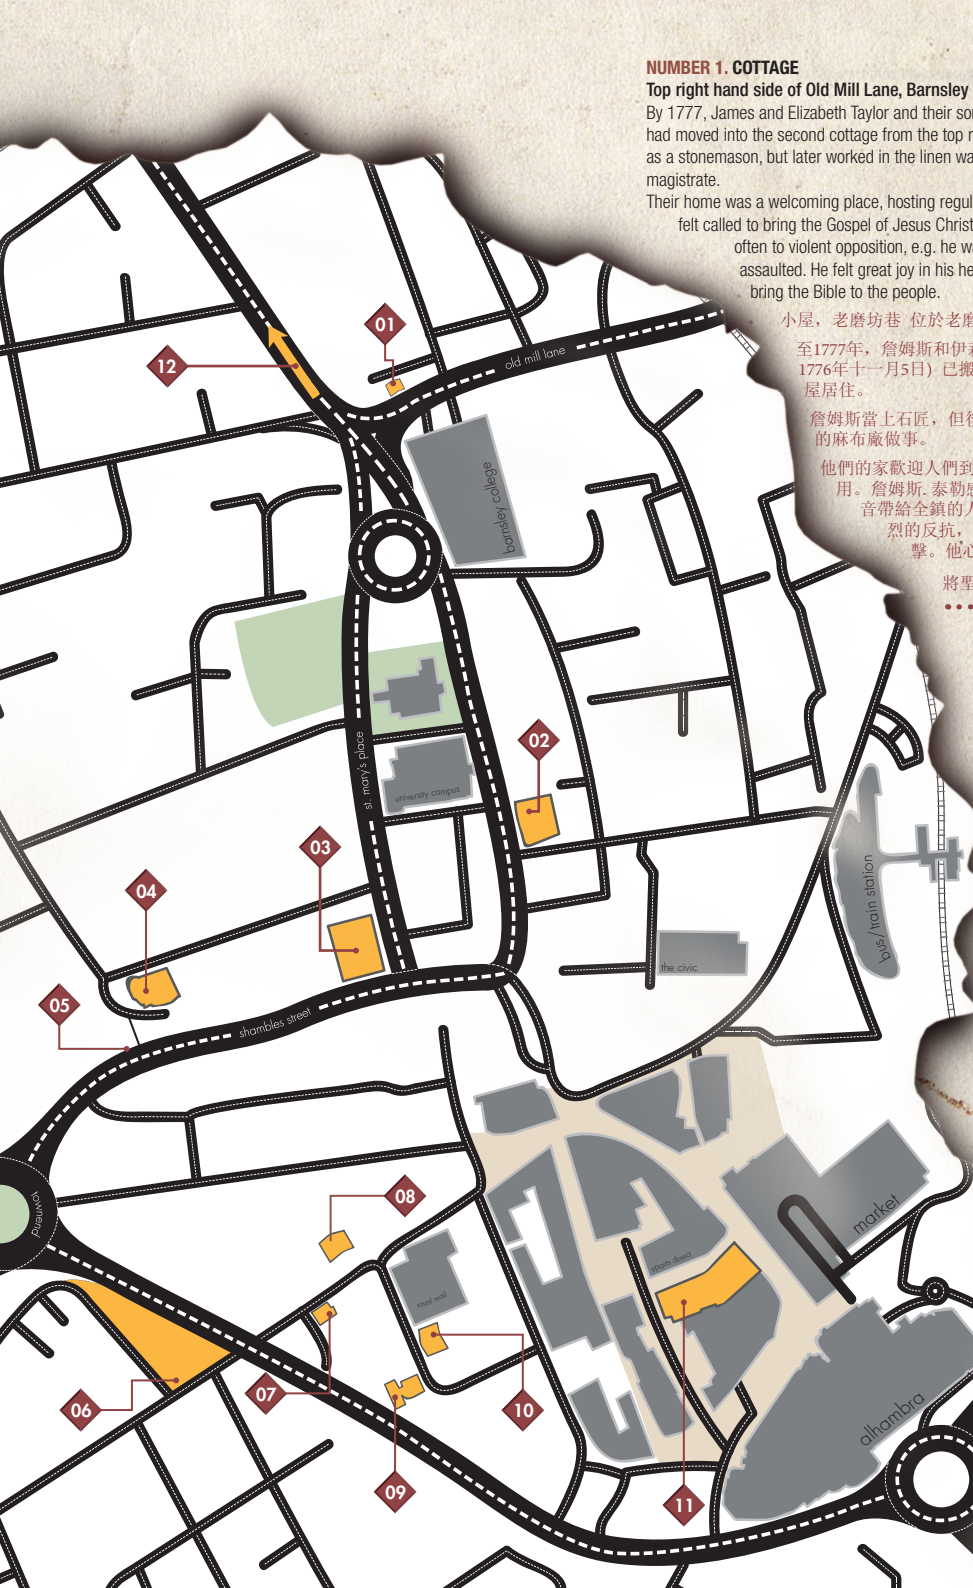 NUMBER 1. COTTAGE
Top right hand side of Old Mill Lane, Barnsley
By 1777, James and Elizabeth Taylor and their
had moved into the second cottage from the top
as a stonemason, but later worked in the linen
magistrate.
Their home was a welcoming place, hosting
felt called to bring the Gospel of Jesus Christ
often to violent opposition, e.g. he
assaulted. He felt great joy in his
bring the Bible to the people.
小屋，老磨坊巷 位於老
至1777年，詹姆斯和伊
1776年十一月5日) 已搬
屋居住。
詹姆斯當上石匠，但
的麻布廠做事。
他們的家歡迎人們到
用。詹姆斯. 泰勒
音帶給全鎮的
烈的反抗，
擊。他心
將聖
01
12
old mill lane
barnsley college
st. mary's place
university campus
02
03
04
05
bus/train station
the civic
shambles street
townend
08
market
sports direct
royal mail
07
06
10
09
11
alhambra